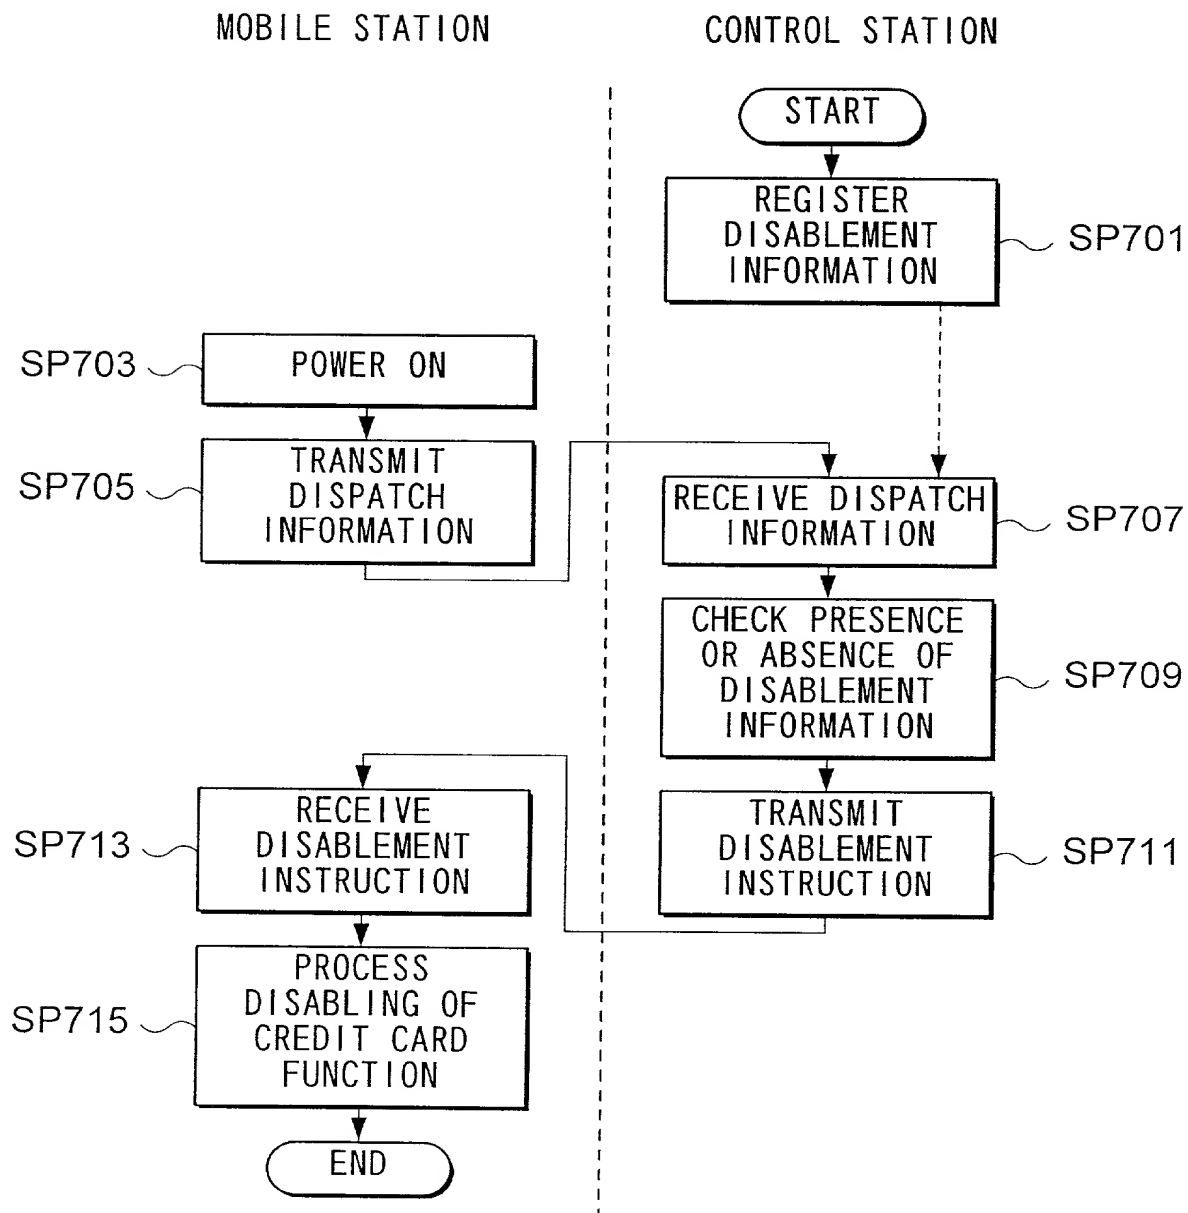 MOBILE STATION
CONTROL STATION
START
REGISTER
DISABLEMENT
INFORMATION
SP701
SP703
POWER ON
SP705
TRANSMIT
DISPATCH
INFORMATION
RECEIVE DISPATCH
INFORMATION
SP707
CHECK PRESENCE
OR ABSENCE OF
DISABLEMENT
INFORMATION
SP709
TRANSMIT
DISABLEMENT
INSTRUCTION
SP711
SP713
RECEIVE
DISABLEMENT
INSTRUCTION
SP715
PROCESS
DISABLING OF
CREDIT CARD
FUNCTION
END